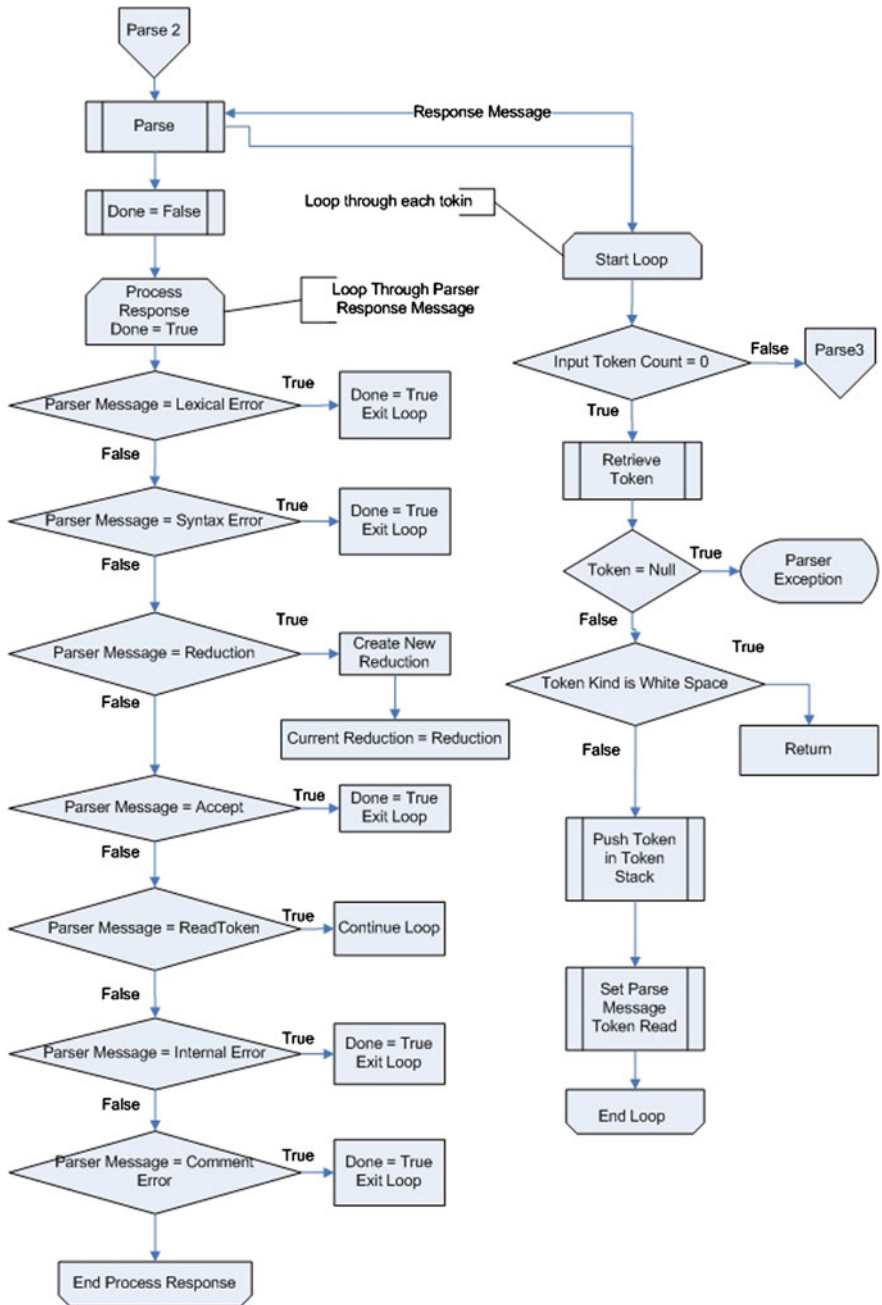 Parse 2
Parse
Response Message
Done = False
Loop through each tokin
Start Loop
Process
Response
Done = True
Loop Through Parser
Response Message
Input Token Count = 0
False
Parse3
True
Parser Message = Lexical Error
True
Done = True
Exit Loop
False
Retrieve
Token
Parser Message = Syntax Error
True
Done = True
Exit Loop
False
Token = Null
True
Parser
Exception
False
Parser Message = Reduction
True
Create New
Reduction
False
Current Reduction = Reduction
Token Kind is White Space
True
Return
False
Parser Message = Accept
True
Done = True
Exit Loop
False
Push Token
in Token
Stack
Parser Message = ReadToken
True
Continue Loop
False
Set Parse
Message
Token Read
Parser Message = Internal Error
True
Done = True
Exit Loop
False
End Loop
Parser Message = Comment
Error
True
Done = True
Exit Loop
End Process Response